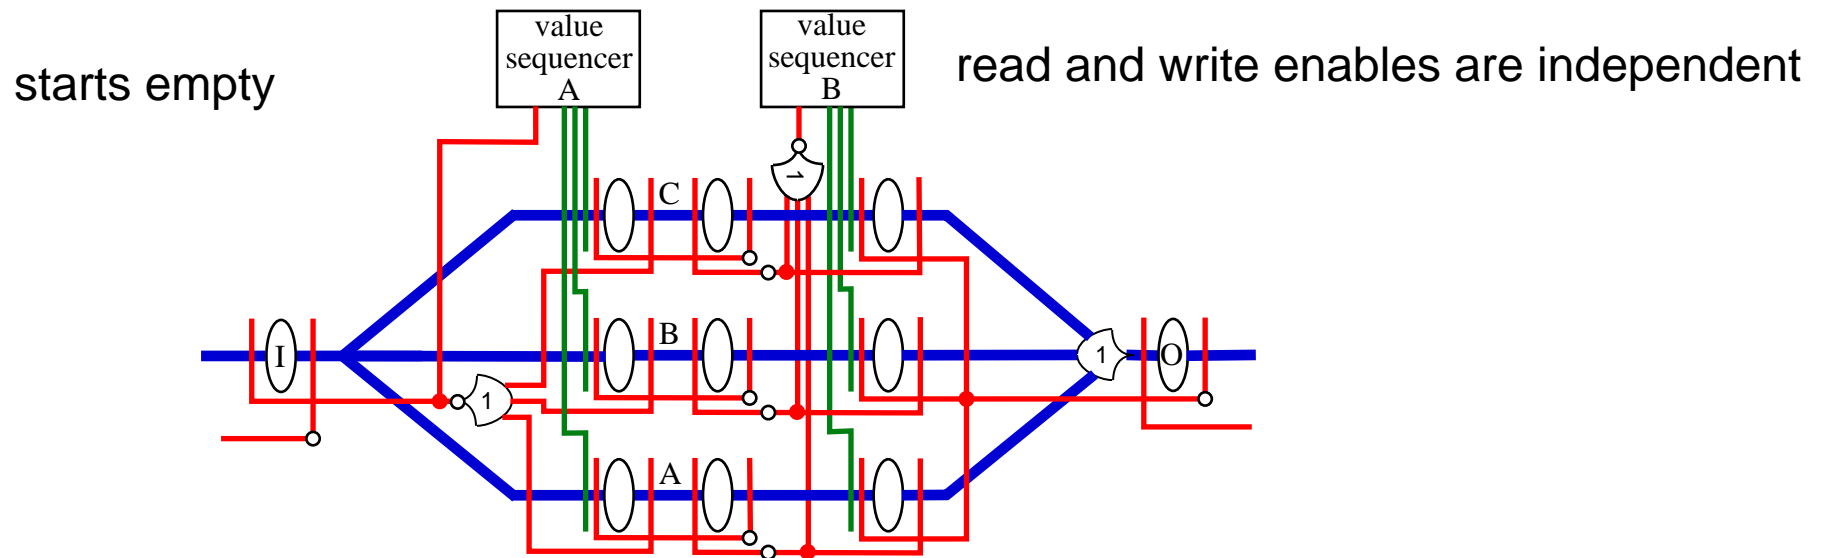 starts empty
value
sequencer
A
value
sequencer
B
read and write enables are independent
1
C
B
I
1
O
1
A